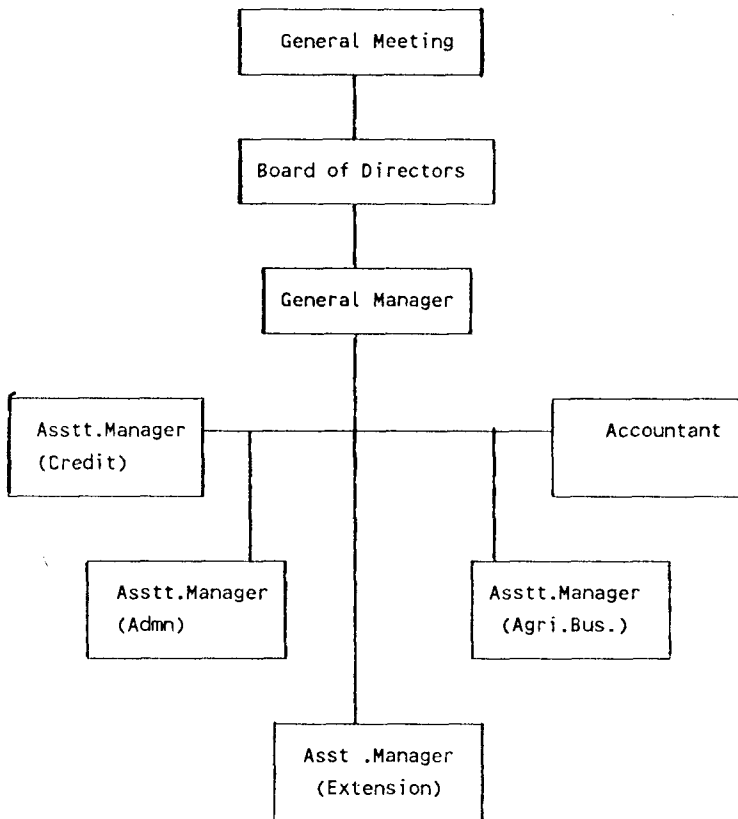 General Meeting
Board of Directors
General Manager
Asstt.Manager
(Credit)
Accountant
Asstt.Manager
(Admn)
Asstt.Manager
(Agri.Bus.)
Asst .Manager
(Extension)